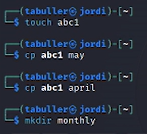 ┌──(tabuller㉿jordi)-[~]
└─$ touch abc1
┌──(tabuller㉿jordi)-[~]
└─$ cp abc1 may
┌──(tabuller㉿jordi)-[~]
└─$ cp abc1 april
┌──(tabuller㉿jordi)-[~]
└─$ mkdir monthly